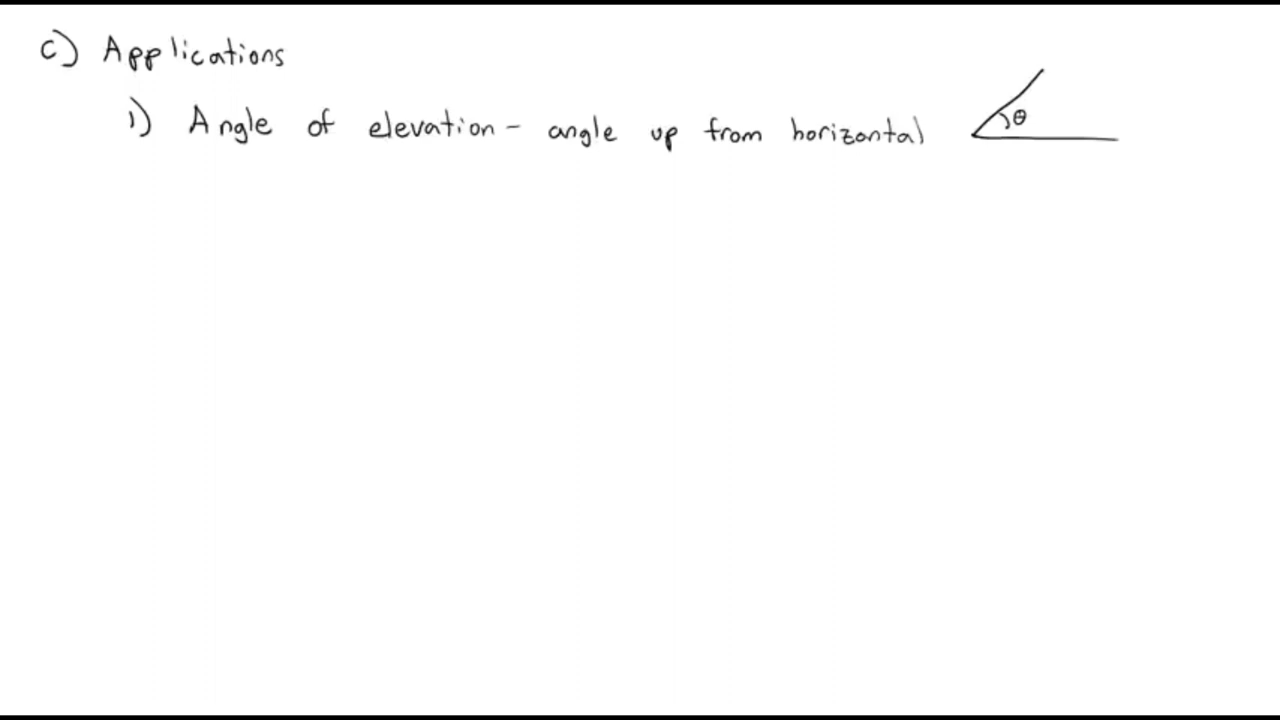 c) Applications
1) Angle of elevation - angle up from horizontal θ